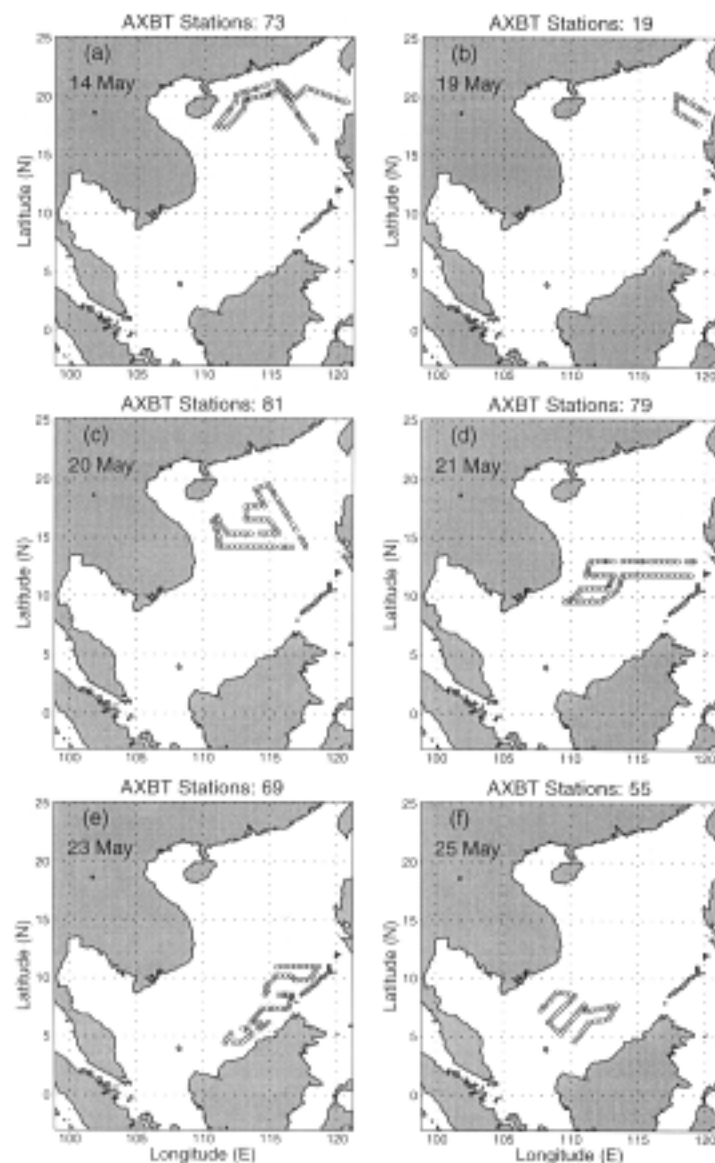 AXBT Stations: 73
(a)
14 May
Latitude (N)
25
20
15
10
5
0
100 105 110 115 120
AXBT Stations: 19
(b)
19 May
Latitude (N)
25
20
15
10
5
0
100 105 110 115 120
AXBT Stations: 81
(c)
20 May
Latitude (N)
25
20
15
10
5
0
100 105 110 115 120
AXBT Stations: 79
(d)
21 May
Latitude (N)
25
20
15
10
5
0
100 105 110 115 120
AXBT Stations: 69
(e)
23 May
Latitude (N)
25
20
15
10
5
0
100 105 110 115 120
Longitude (E)
AXBT Stations: 55
(f)
25 May
Latitude (N)
25
20
15
10
5
0
100 105 110 115 120
Longitude (E)